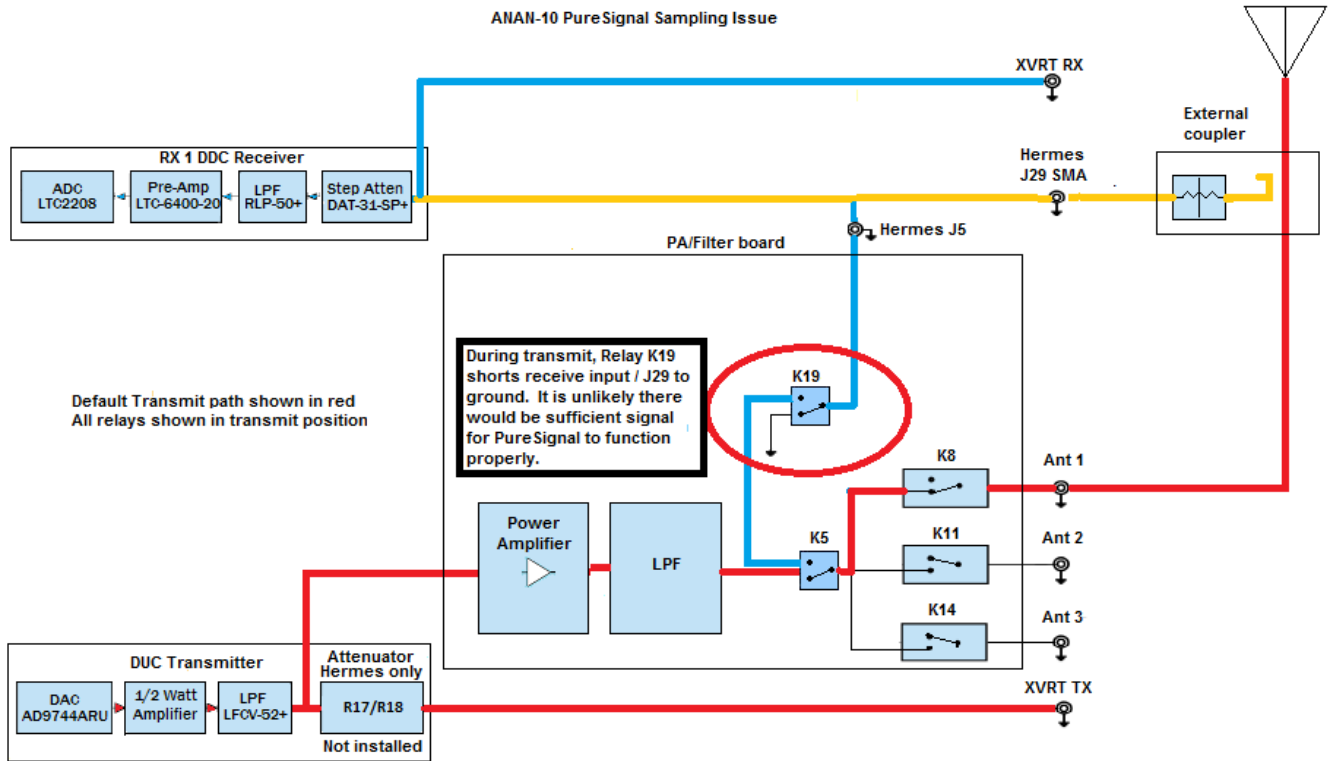 ANAN-10 PureSignal Sampling Issue
XVRT RX
External
coupler
RX 1 DDC Receiver
Hermes
J29 SMA
ADC
LTC2208
Pre-Amp
LTC-6400-20
LPF
RLP-50+
Step Atten
DAT-31-SP+
Hermes J5
PA/Filter board
During transmit, Relay K19
shorts receive input / J29 to
ground. It is unlikely there
would be sufficient signal
for PureSignal to function
properly.
K19
Default Transmit path shown in red
All relays shown in transmit position
K8
Ant 1
Power
Amplifier
LPF
K5
K11
Ant 2
K14
Ant 3
DUC Transmitter
Attenuator
Hermes only
DAC
AD9744ARU
1/2 Watt
Amplifier
LPF
LFCV-52+
R17/R18
Not installed
XVRT TX